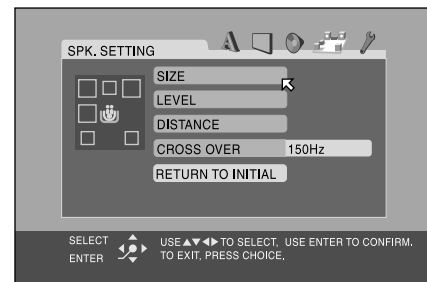 SPK. SETTING
SIZE
LEVEL
DISTANCE
CROSS OVER 150Hz
RETURN TO INITIAL
SELECT USE ▲▼◀▶ TO SELECT, USE ENTER TO CONFIRM.
ENTER TO EXIT, PRESS CHOICE.